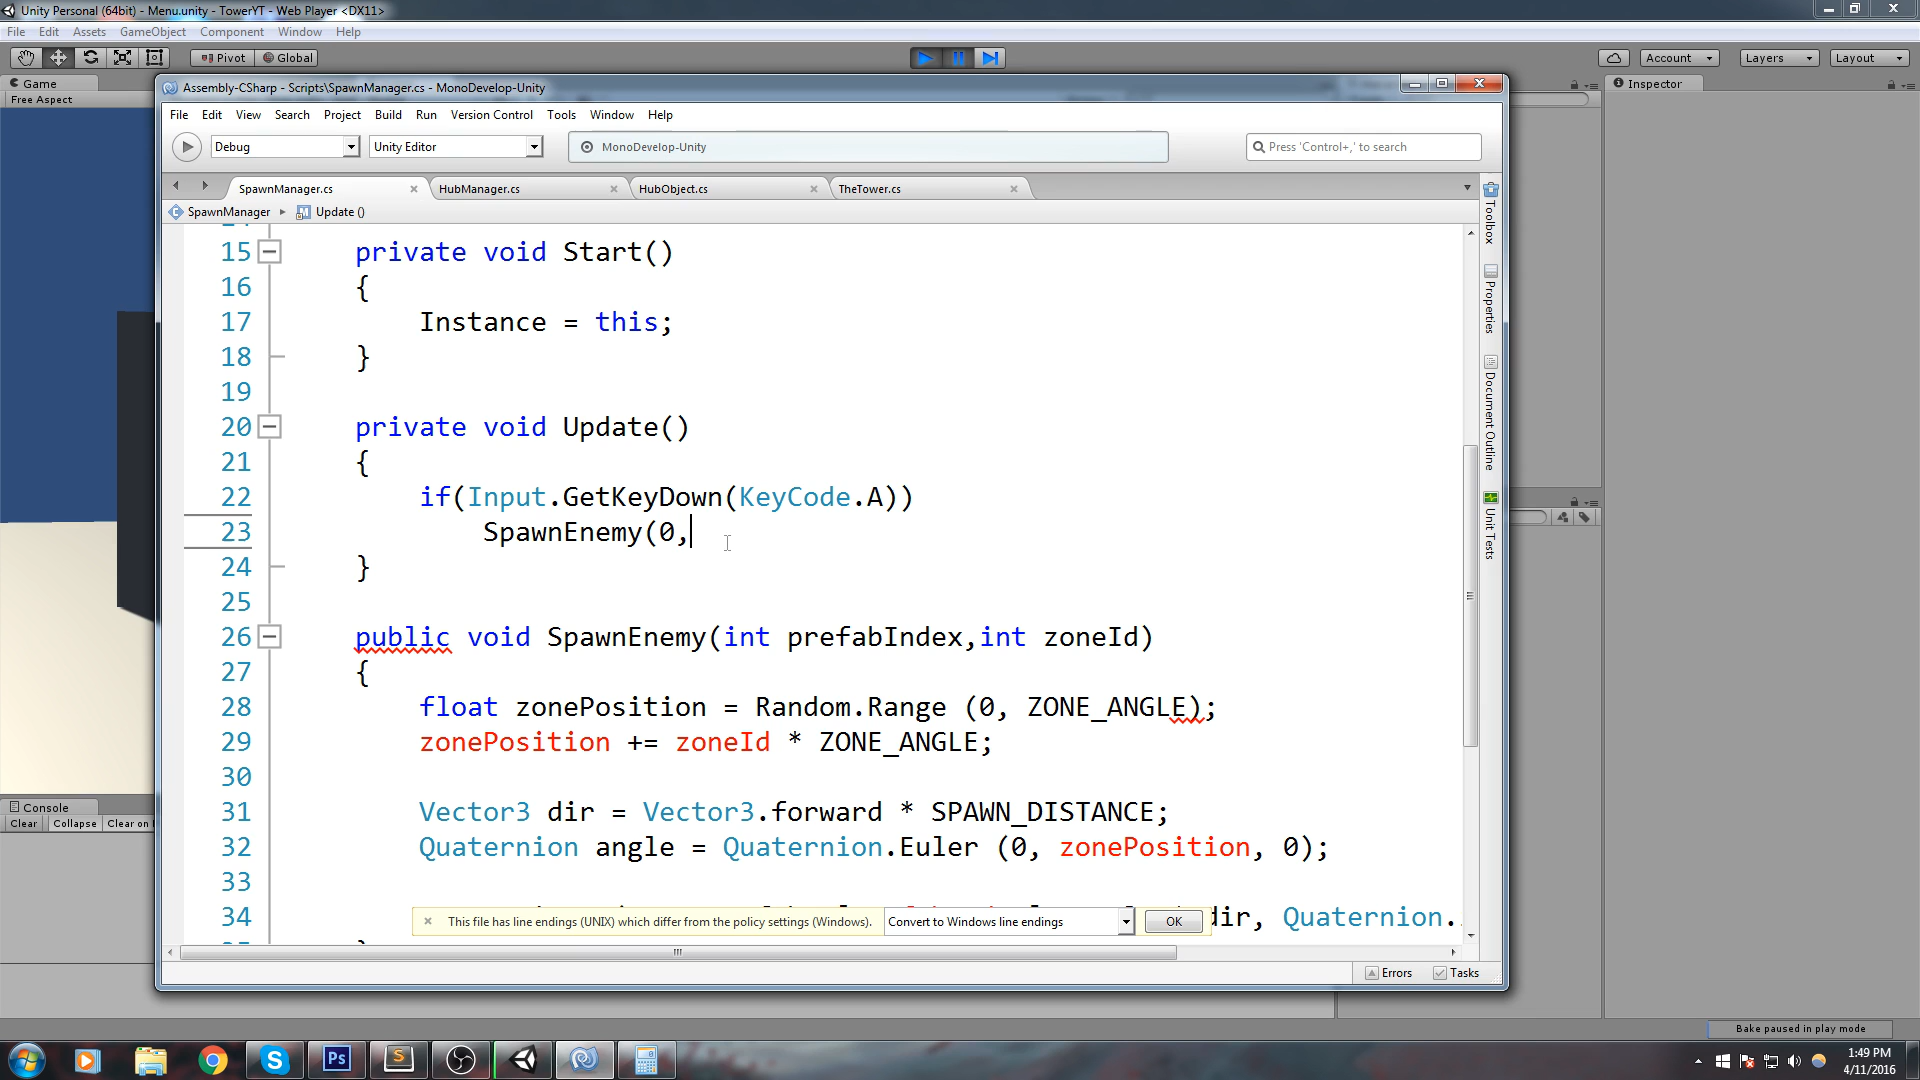 Unity Personal (64bit) - Menu.unity - TowerYT - Web Player <DX11>
File Edit Assets GameObject Component Window Help
Pivot Global Account Layers Layout
Game Inspector
Free Aspect
Assembly-CSharp - Scripts\SpawnManager.cs - MonoDevelop-Unity
File Edit View Search Project Build Run Version Control Tools Window Help
Debug Unity Editor MonoDevelop-Unity Press 'Control+,' to search
SpawnManager.cs HubManager.cs HubObject.cs TheTower.cs
SpawnManager Update ()
15 private void Start()
16 {
17 Instance = this;
18 }
19
20 private void Update()
21 {
22 if(Input.GetKeyDown(KeyCode.A))
23 SpawnEnemy(0,
24 }
25
26 public void SpawnEnemy(int prefabIndex,int zoneId)
27 {
28 float zonePosition = Random.Range (0, ZONE_ANGLE);
29 zonePosition += zoneId * ZONE_ANGLE;
30
31 Vector3 dir = Vector3.forward * SPAWN_DISTANCE;
32 Quaternion angle = Quaternion.Euler (0, zonePosition, 0);
33
34 dir, Quaternion.
This file has line endings (UNIX) which differ from the policy settings (Windows). Convert to Windows line endings OK
Toolbox
Properties
Document Outline
Unit Tests
Errors Tasks
Console
Clear Collapse Clear on
Bake paused in play mode
Ps
S
1:49 PM
4/11/2016